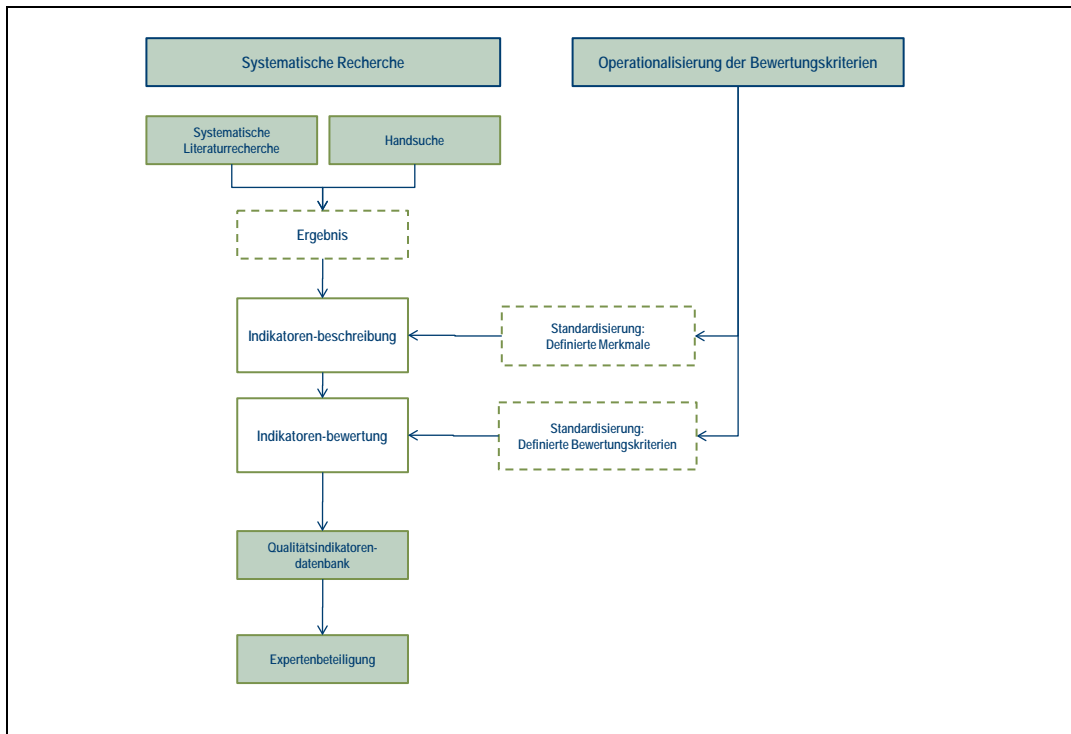 Systematische Recherche
Operationalisierung der Bewertungskriterien
Systematische
Literaturrecherche
Handsuche
Ergebnis
Indikatoren-beschreibung
Standardisierung:
Definierte Merkmale
Indikatoren-bewertung
Standardisierung:
Definierte Bewertungskriterien
Qualitätsindikatoren-
datenbank
Expertenbeteiligung